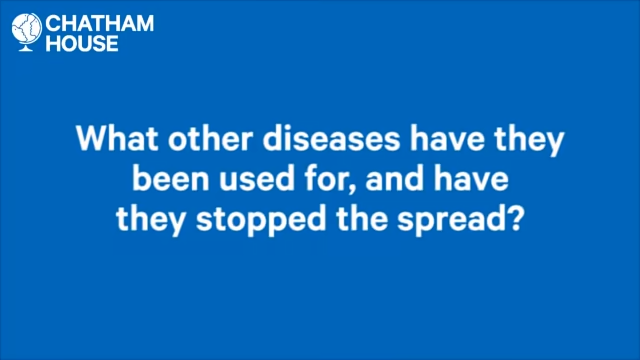 CHATHAM
HOUSE
What other diseases have they
been used for, and have
they stopped the spread?